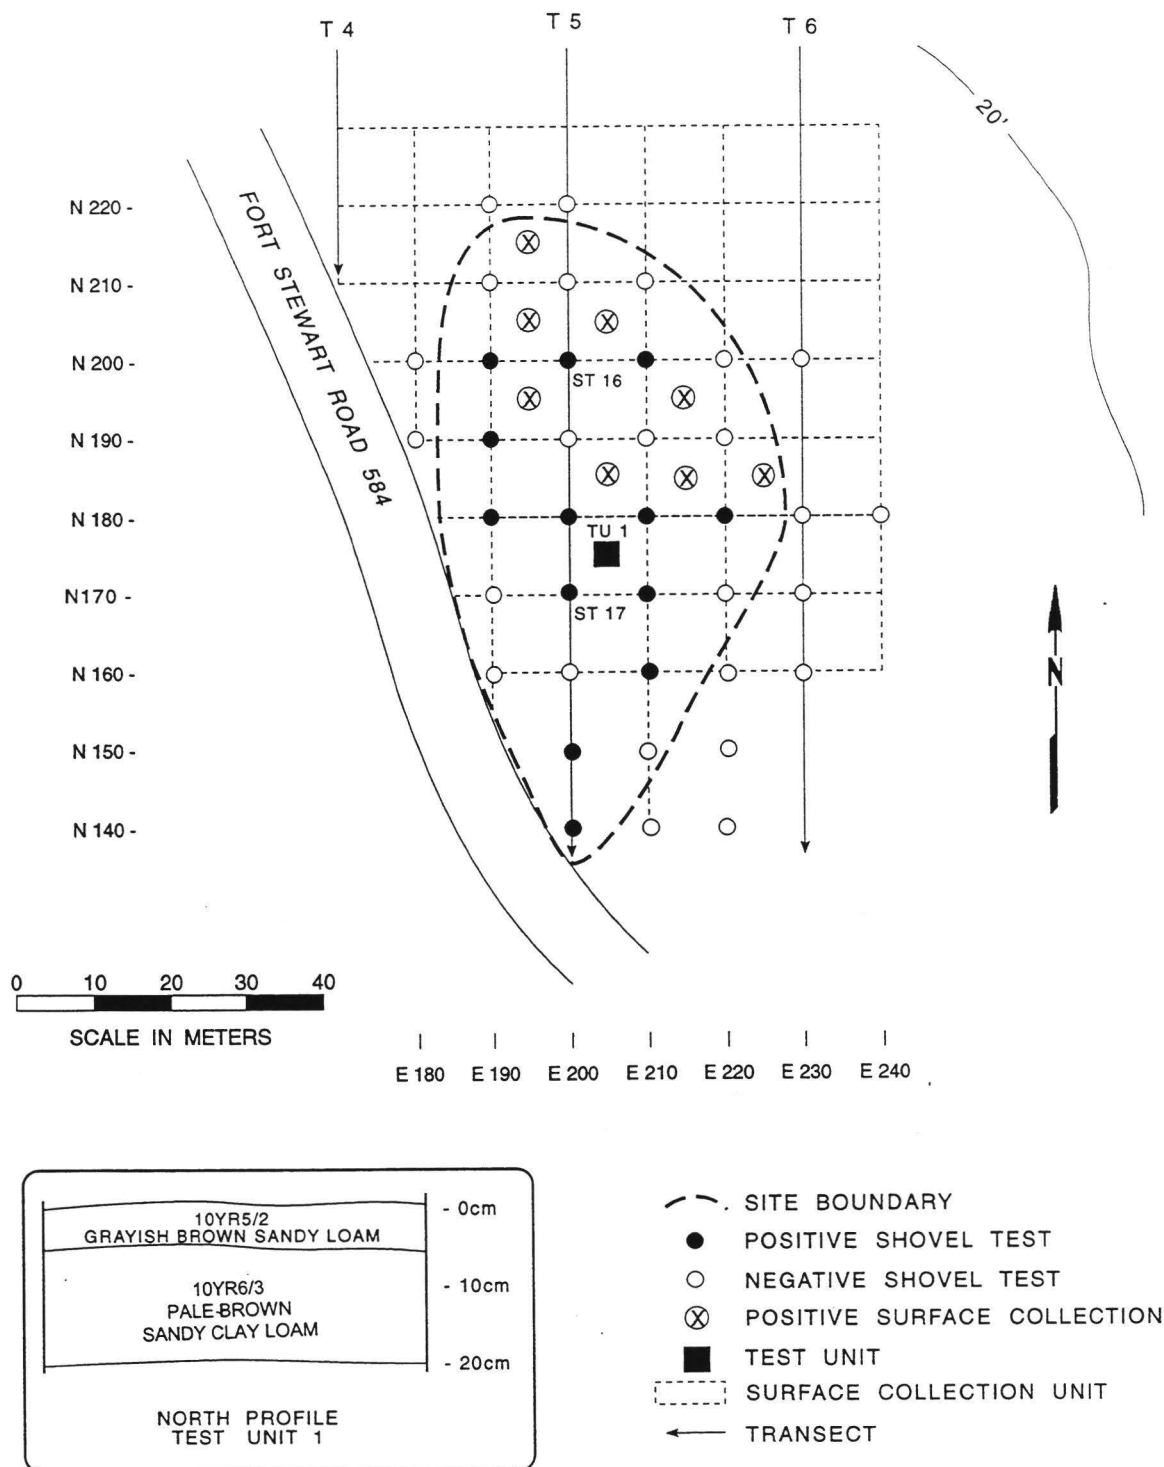 T 4
T 5
T 6
20'
FORT STEWART ROAD 584
N 220 -
N 210 -
N 200 -
N 190 -
N 180 -
N170 -
N 160 -
N 150 -
N 140 -
ST 16
TU 1
ST 17
N
0 10 20 30 40
SCALE IN METERS
E 180 E 190 E 200 E 210 E 220 E 230 E 240
10YR5/2
GRAYISH BROWN SANDY LOAM
10YR6/3
PALE-BROWN
SANDY CLAY LOAM
- 0cm
- 10cm
- 20cm
NORTH PROFILE
TEST UNIT 1
SITE BOUNDARY
POSITIVE SHOVEL TEST
NEGATIVE SHOVEL TEST
POSITIVE SURFACE COLLECTION
TEST UNIT
SURFACE COLLECTION UNIT
TRANSECT